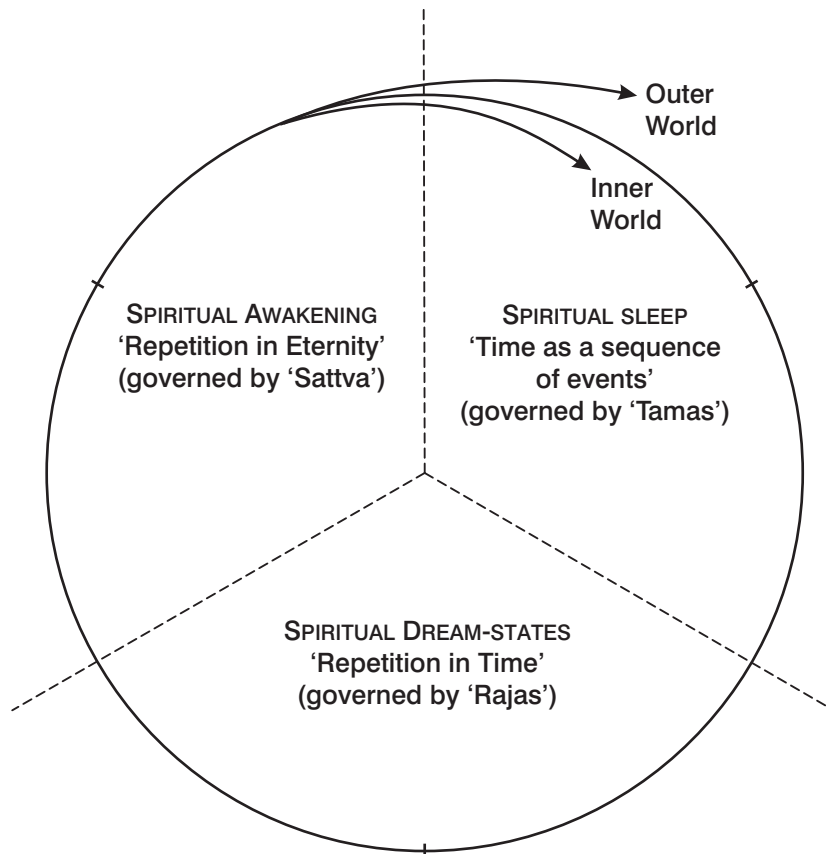 Outer
World
Inner
World
SPIRITUAL AWAKENING
‘Repetition in Eternity’
(governed by ‘Sattva’)
SPIRITUAL SLEEP
‘Time as a sequence
of events’
(governed by ‘Tamas’)
SPIRITUAL DREAM-STATES
‘Repetition in Time’
(governed by ‘Rajas’)